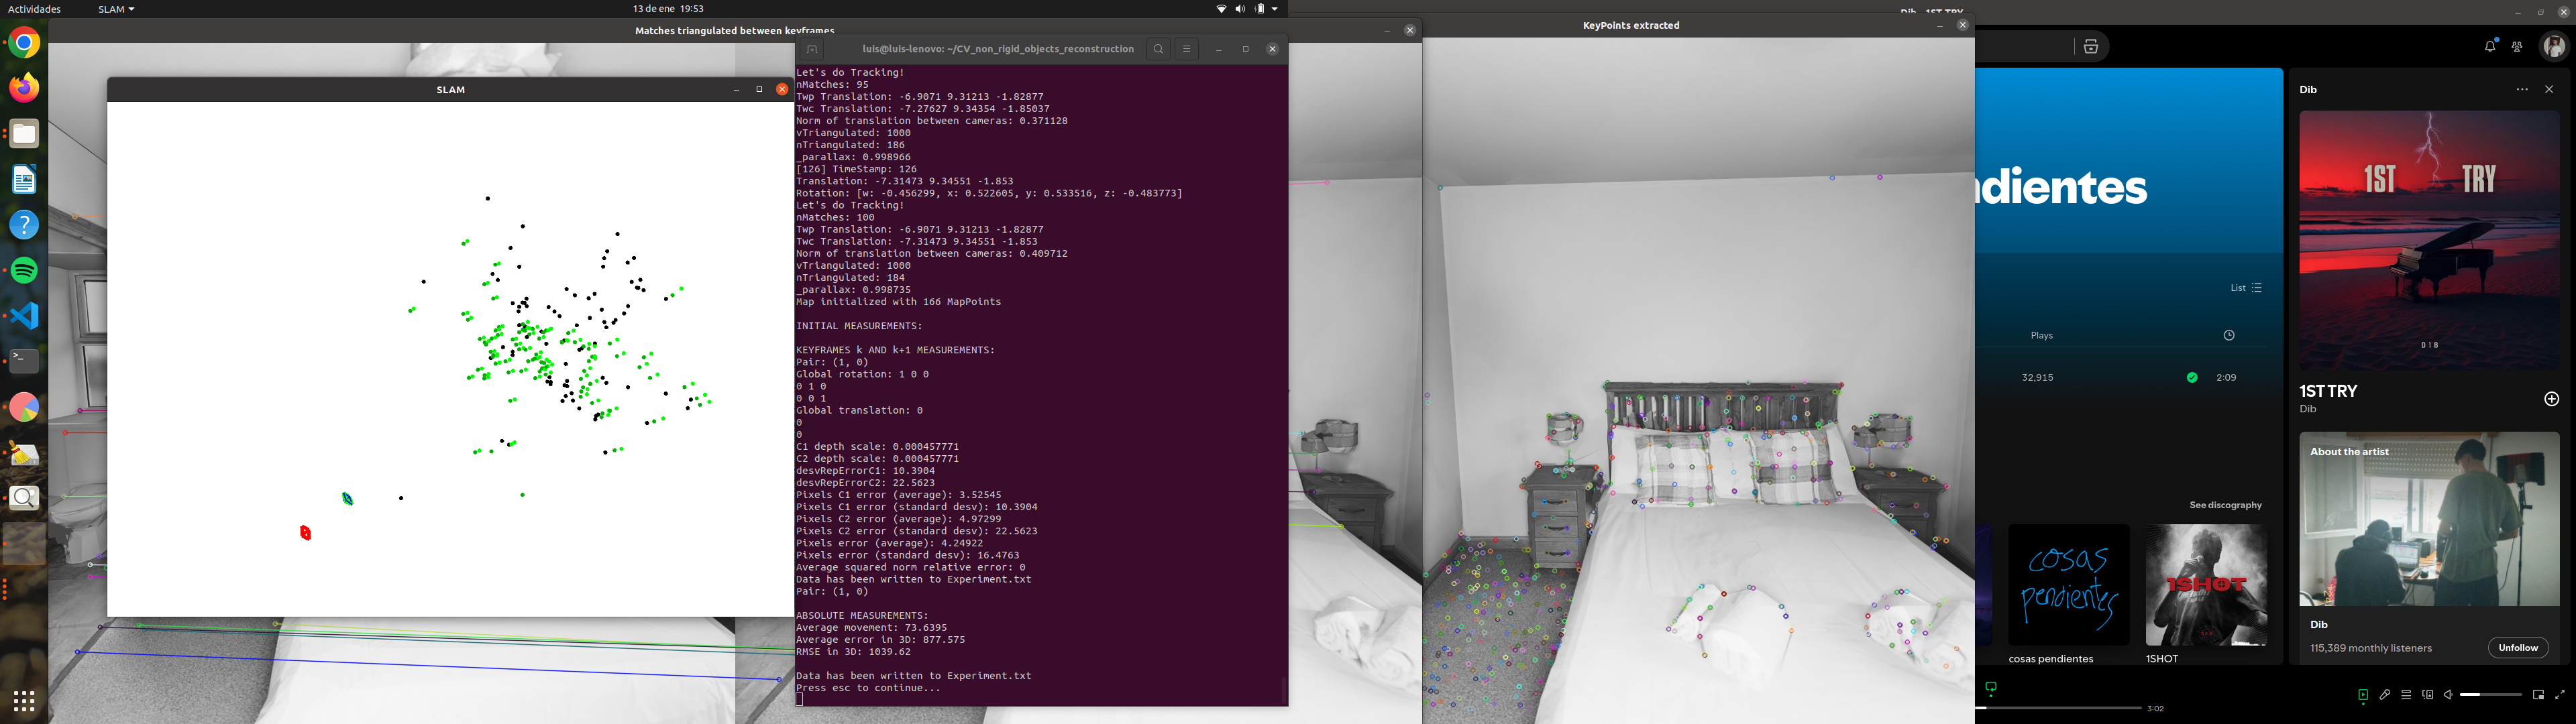 Actividades
SLAM
13 de ene 19:53
Matches triangulated between keyframes
SLAM
luis@luis-lenovo: ~/CV_non_rigid_objects_reconstruction
Let's do Tracking!
nMatches: 95
Twp Translation: -6.9071 9.31213 -1.82877
Twc Translation: -7.27627 9.34354 -1.85037
Norm of translation between cameras: 0.371128
vTriangulated: 1000
nTriangulated: 186
_parallax: 0.998966
[126] TimeStamp: 126
Translation: -7.31473 9.34551 -1.853
Rotation: [w: -0.456299, x: 0.522605, y: 0.533516, z: -0.483773]
Let's do Tracking!
nMatches: 100
Twp Translation: -6.9071 9.31213 -1.82877
Twc Translation: -7.31473 9.34551 -1.853
Norm of translation between cameras: 0.409712
vTriangulated: 1000
nTriangulated: 184
_parallax: 0.998735
Map initialized with 166 MapPoints
INITIAL MEASUREMENTS:
KEYFRAMES k AND k+1 MEASUREMENTS:
Pair: (1, 0)
Global rotation: 1 0 0
0 1 0
0 0 1
Global translation: 0
0
0
C1 depth scale: 0.000457771
C2 depth scale: 0.000457771
desvRepErrorC1: 10.3904
desvRepErrorC2: 22.5623
Pixels C1 error (average): 3.52545
Pixels C1 error (standard desv): 10.3904
Pixels C2 error (average): 4.97299
Pixels C2 error (standard desv): 22.5623
Pixels error (average): 4.24922
Pixels error (standard desv): 16.4763
Average squared norm relative error: 0
Data has been written to Experiment.txt
Pair: (1, 0)
ABSOLUTE MEASUREMENTS:
Average movement: 73.6395
Average error in 3D: 877.575
RMSE in 3D: 1039.62
Data has been written to Experiment.txt
Press esc to continue...
KeyPoints extracted
Dib - 1ST TRY
ndientes
List
Plays
32,915
2:09
See discography
cosas pendientes
cosas pendientes
1SHOT
1SHOT
3:02
Dib
1ST TRY
DIB
1ST TRY
Dib
About the artist
Dib
115,389 monthly listeners
Unfollow